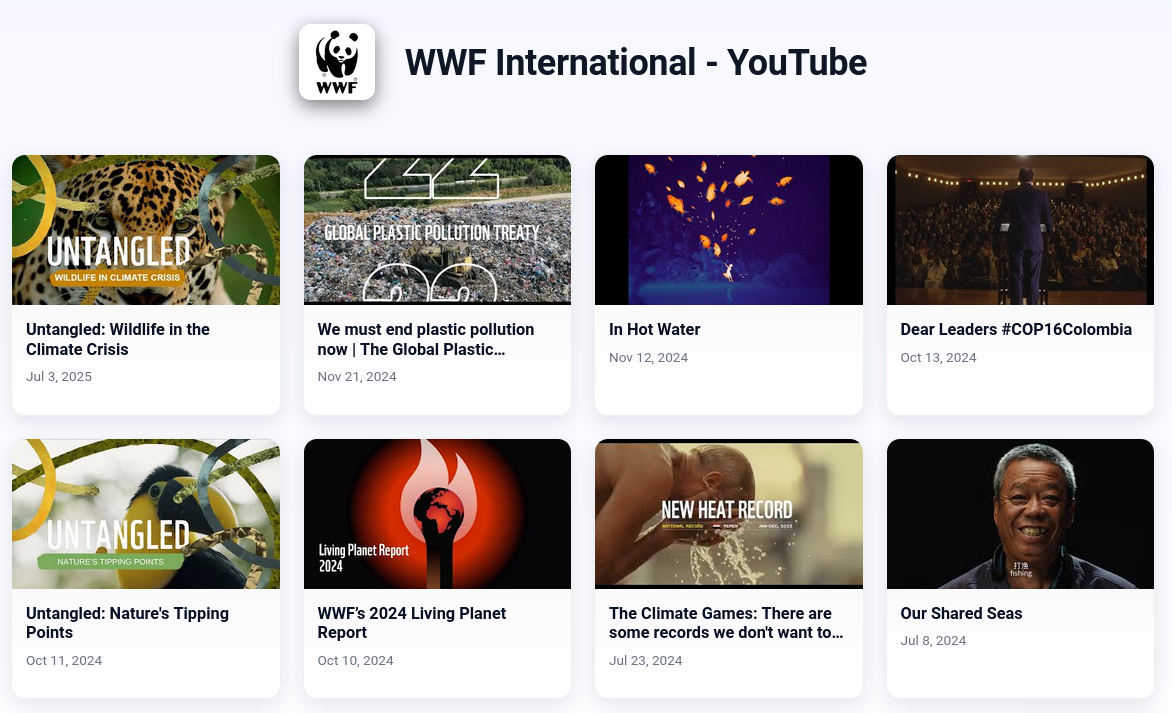 WWF
WWF International - YouTube
UNTANGLED
WILDLIFE IN CLIMATE CRISIS
Untangled: Wildlife in the
Climate Crisis
Jul 3, 2025
GLOBAL PLASTIC POLLUTION TREATY
We must end plastic pollution
now | The Global Plastic…
Nov 21, 2024
In Hot Water
Nov 12, 2024
Dear Leaders #COP16Colombia
Oct 13, 2024
UNTANGLED
NATURE'S TIPPING POINTS
Untangled: Nature's Tipping
Points
Oct 11, 2024
Living Planet Report
2024
WWF’s 2024 Living Planet
Report
Oct 10, 2024
NEW HEAT RECORD
NATIONAL RECORD YEMEN JAN-DEC, 2023
The Climate Games: There are
some records we don't want to…
Jul 23, 2024
打渔
fishing
Our Shared Seas
Jul 8, 2024